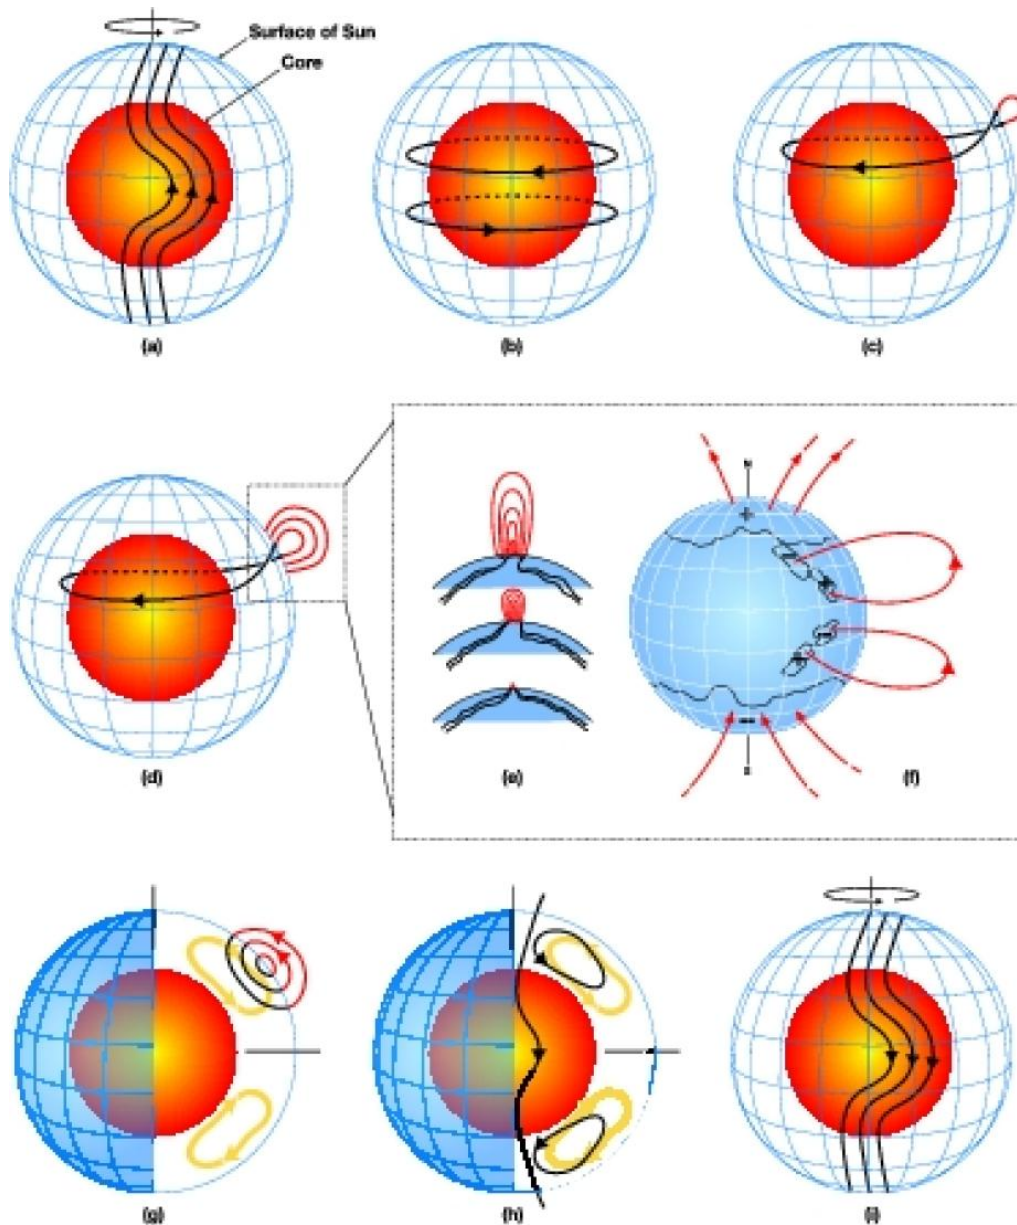 Surface of Sun
Core
(a)
(b)
(c)
N
+
-
+
-
+
--
S
(d)
(e)
(f)
(g)
(h)
(i)